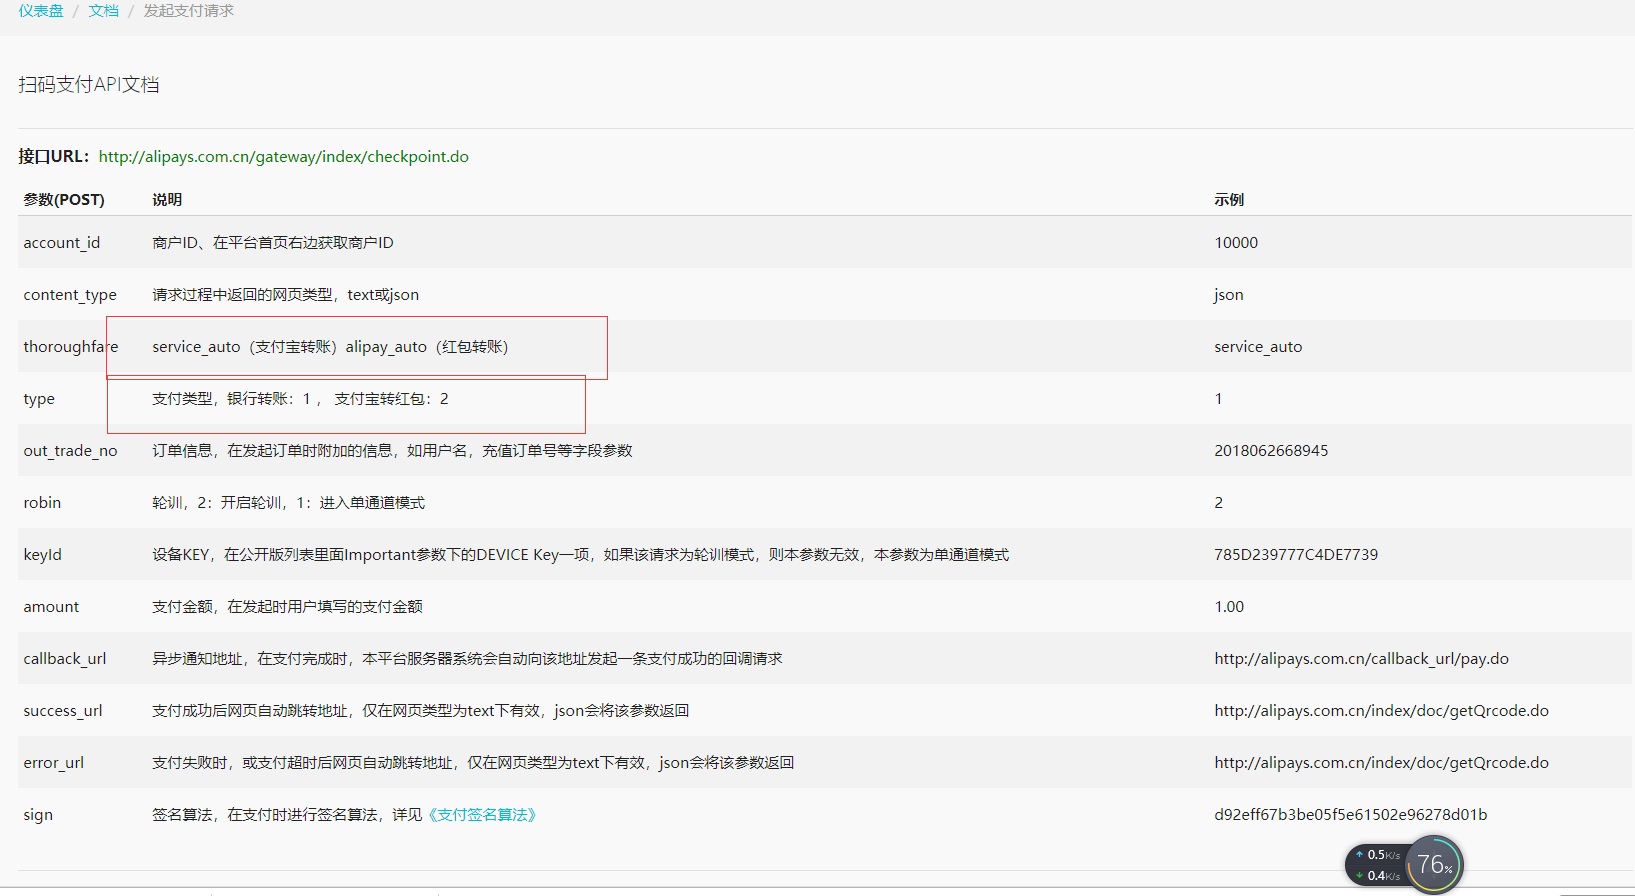 仪表盘 / 文档 / 发起支付请求
扫码支付API文档
接口URL：http://alipays.com.cn/gateway/index/checkpoint.do
参数(POST) 说明 示例
account_id 商户ID、在平台首页右边获取商户ID 10000
content_type 请求过程中返回的网页类型，text或json json
thoroughfare service_auto（支付宝转账）alipay_auto（红包转账） service_auto
type 支付类型，银行转账：1 ， 支付宝转红包：2 1
out_trade_no 订单信息，在发起订单时附加的信息，如用户名，充值订单号等字段参数 2018062668945
robin 轮训，2：开启轮训，1：进入单通道模式 2
keyId 设备KEY，在公开版列表里面Important参数下的DEVICE Key一项，如果该请求为轮训模式，则本参数无效，本参数为单通道模式 785D239777C4DE7739
amount 支付金额，在发起时用户填写的支付金额 1.00
callback_url 异步通知地址，在支付完成时，本平台服务器系统会自动向该地址发起一条支付成功的回调请求 http://alipays.com.cn/callback_url/pay.do
success_url 支付成功后网页自动跳转地址，仅在网页类型为text下有效，json会将该参数返回 http://alipays.com.cn/index/doc/getQrcode.do
error_url 支付失败时，或支付超时后网页自动跳转地址，仅在网页类型为text下有效，json会将该参数返回 http://alipays.com.cn/index/doc/getQrcode.do
sign 签名算法，在支付时进行签名算法，详见《支付签名算法》 d92eff67b3be05f5e61502e96278d01b
0.5K/s
76%
0.4K/s